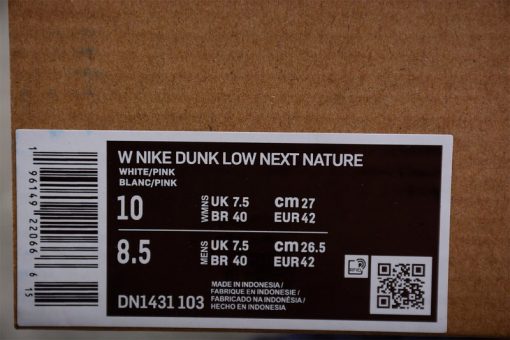 W NIKE DUNK LOW NEXT NATURE
WHITE/PINK
BLANC/PINK
10 WMNS UK 7.5 cm 27
BR 40 EUR 42
8.5 MENS UK 7.5 cm 26.5
BR 40 EUR 42
DN1431 103
MADE IN INDONESIA/
FABRIQUE EN INDONESIE/
FABRICADO NA INDONÉSIA/
HECHO EN INDONESIA
1 96149 22066 6 15